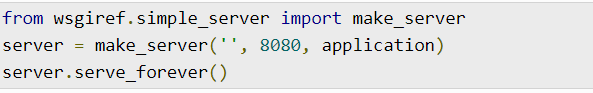 from wsgiref.simple_server import make_server
server = make_server('', 8080, application)
server.serve_forever()